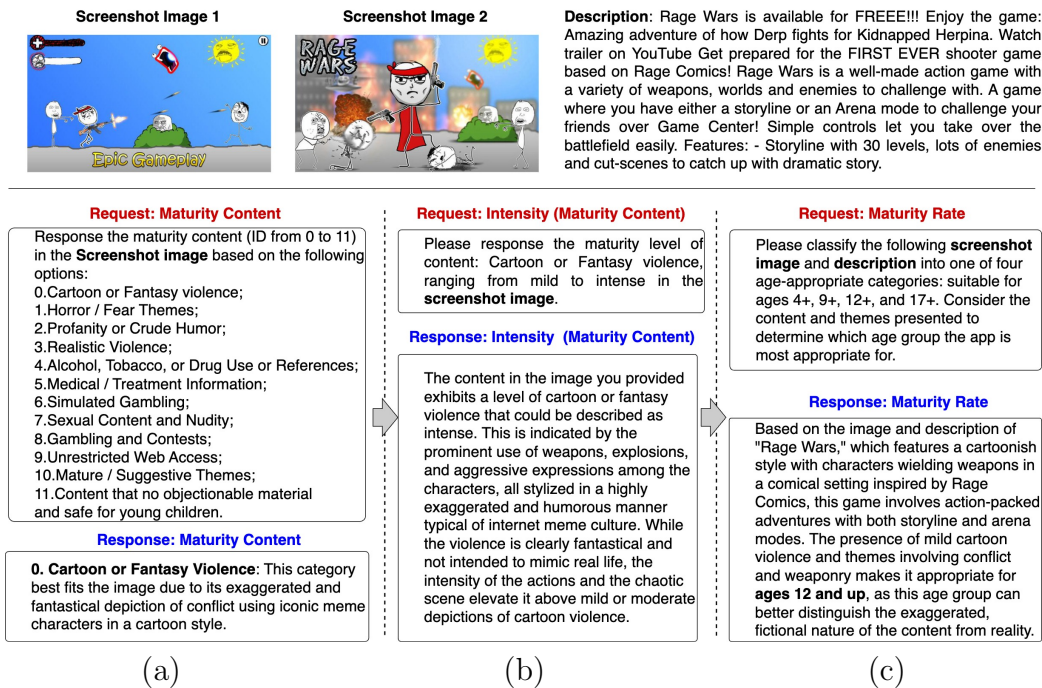 Screenshot Image 1
Screenshot Image 2
Epic Gameplay
RAGE
WARS
Description: Rage Wars is available for FREEE!!! Enjoy the game:
Amazing adventure of how Derp fights for Kidnapped Herpina. Watch
trailer on YouTube Get prepared for the FIRST EVER shooter game
based on Rage Comics! Rage Wars is a well-made action game with
a variety of weapons, worlds and enemies to challenge with. A game
where you have either a storyline or an Arena mode to challenge your
friends over Game Center! Simple controls let you take over the
battlefield easily. Features: - Storyline with 30 levels, lots of enemies
and cut-scenes to catch up with dramatic story.
Request: Maturity Content
Response the maturity content (ID from 0 to 11)
in the Screenshot image based on the following
options:
0.Cartoon or Fantasy violence;
1.Horror / Fear Themes;
2.Profanity or Crude Humor;
3.Realistic Violence;
4.Alcohol, Tobacco, or Drug Use or References;
5.Medical / Treatment Information;
6.Simulated Gambling;
7.Sexual Content and Nudity;
8.Gambling and Contests;
9.Unrestricted Web Access;
10.Mature / Suggestive Themes;
11.Content that no objectionable material
and safe for young children.
Response: Maturity Content
0. Cartoon or Fantasy Violence: This category
best fits the image due to its exaggerated and
fantastical depiction of conflict using iconic meme
characters in a cartoon style.
(a)
Request: Intensity (Maturity Content)
Please response the maturity level of
content: Cartoon or Fantasy violence,
ranging from mild to intense in the
screenshot image.
Response: Intensity (Maturity Content)
The content in the image you provided
exhibits a level of cartoon or fantasy
violence that could be described as
intense. This is indicated by the
prominent use of weapons, explosions,
and aggressive expressions among the
characters, all stylized in a highly
exaggerated and humorous manner
typical of internet meme culture. While
the violence is clearly fantastical and
not intended to mimic real life, the
intensity of the actions and the chaotic
scene elevate it above mild or moderate
depictions of cartoon violence.
(b)
Request: Maturity Rate
Please classify the following screenshot
image and description into one of four
age-appropriate categories: suitable for
ages 4+, 9+, 12+, and 17+. Consider the
content and themes presented to
determine which age group the app is
most appropriate for.
Response: Maturity Rate
Based on the image and description of
"Rage Wars," which features a cartoonish
style with characters wielding weapons in
a comical setting inspired by Rage
Comics, this game involves action-packed
adventures with both storyline and arena
modes. The presence of mild cartoon
violence and themes involving conflict
and weaponry makes it appropriate for
ages 12 and up, as this age group can
better distinguish the exaggerated,
fictional nature of the content from reality.
(c)